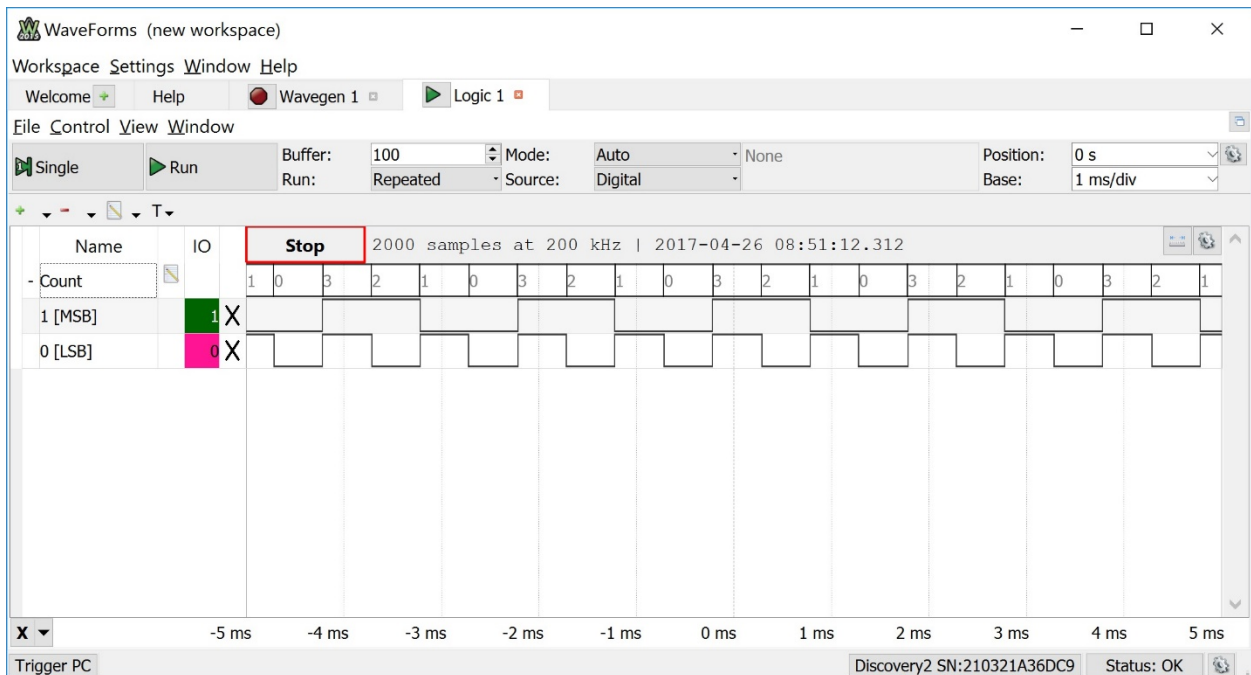 WaveForms (new workspace)
Workspace Settings Window Help
Welcome Help Wavegen 1 Logic 1
File Control View Window
Single Run Buffer: 100 Mode: Auto None Position: 0 s
Run: Repeated Source: Digital Base: 1 ms/div
T
Name IO Stop 2000 samples at 200 kHz | 2017-04-26 08:51:12.312
- Count 1 0 3 2 1 0 3 2 1 0 3 2 1 0 3 2 1 0 3 2 1
1 [MSB] 1 X
0 [LSB] 0 X
X -5 ms -4 ms -3 ms -2 ms -1 ms 0 ms 1 ms 2 ms 3 ms 4 ms 5 ms
Trigger PC Discovery2 SN:210321A36DC9 Status: OK